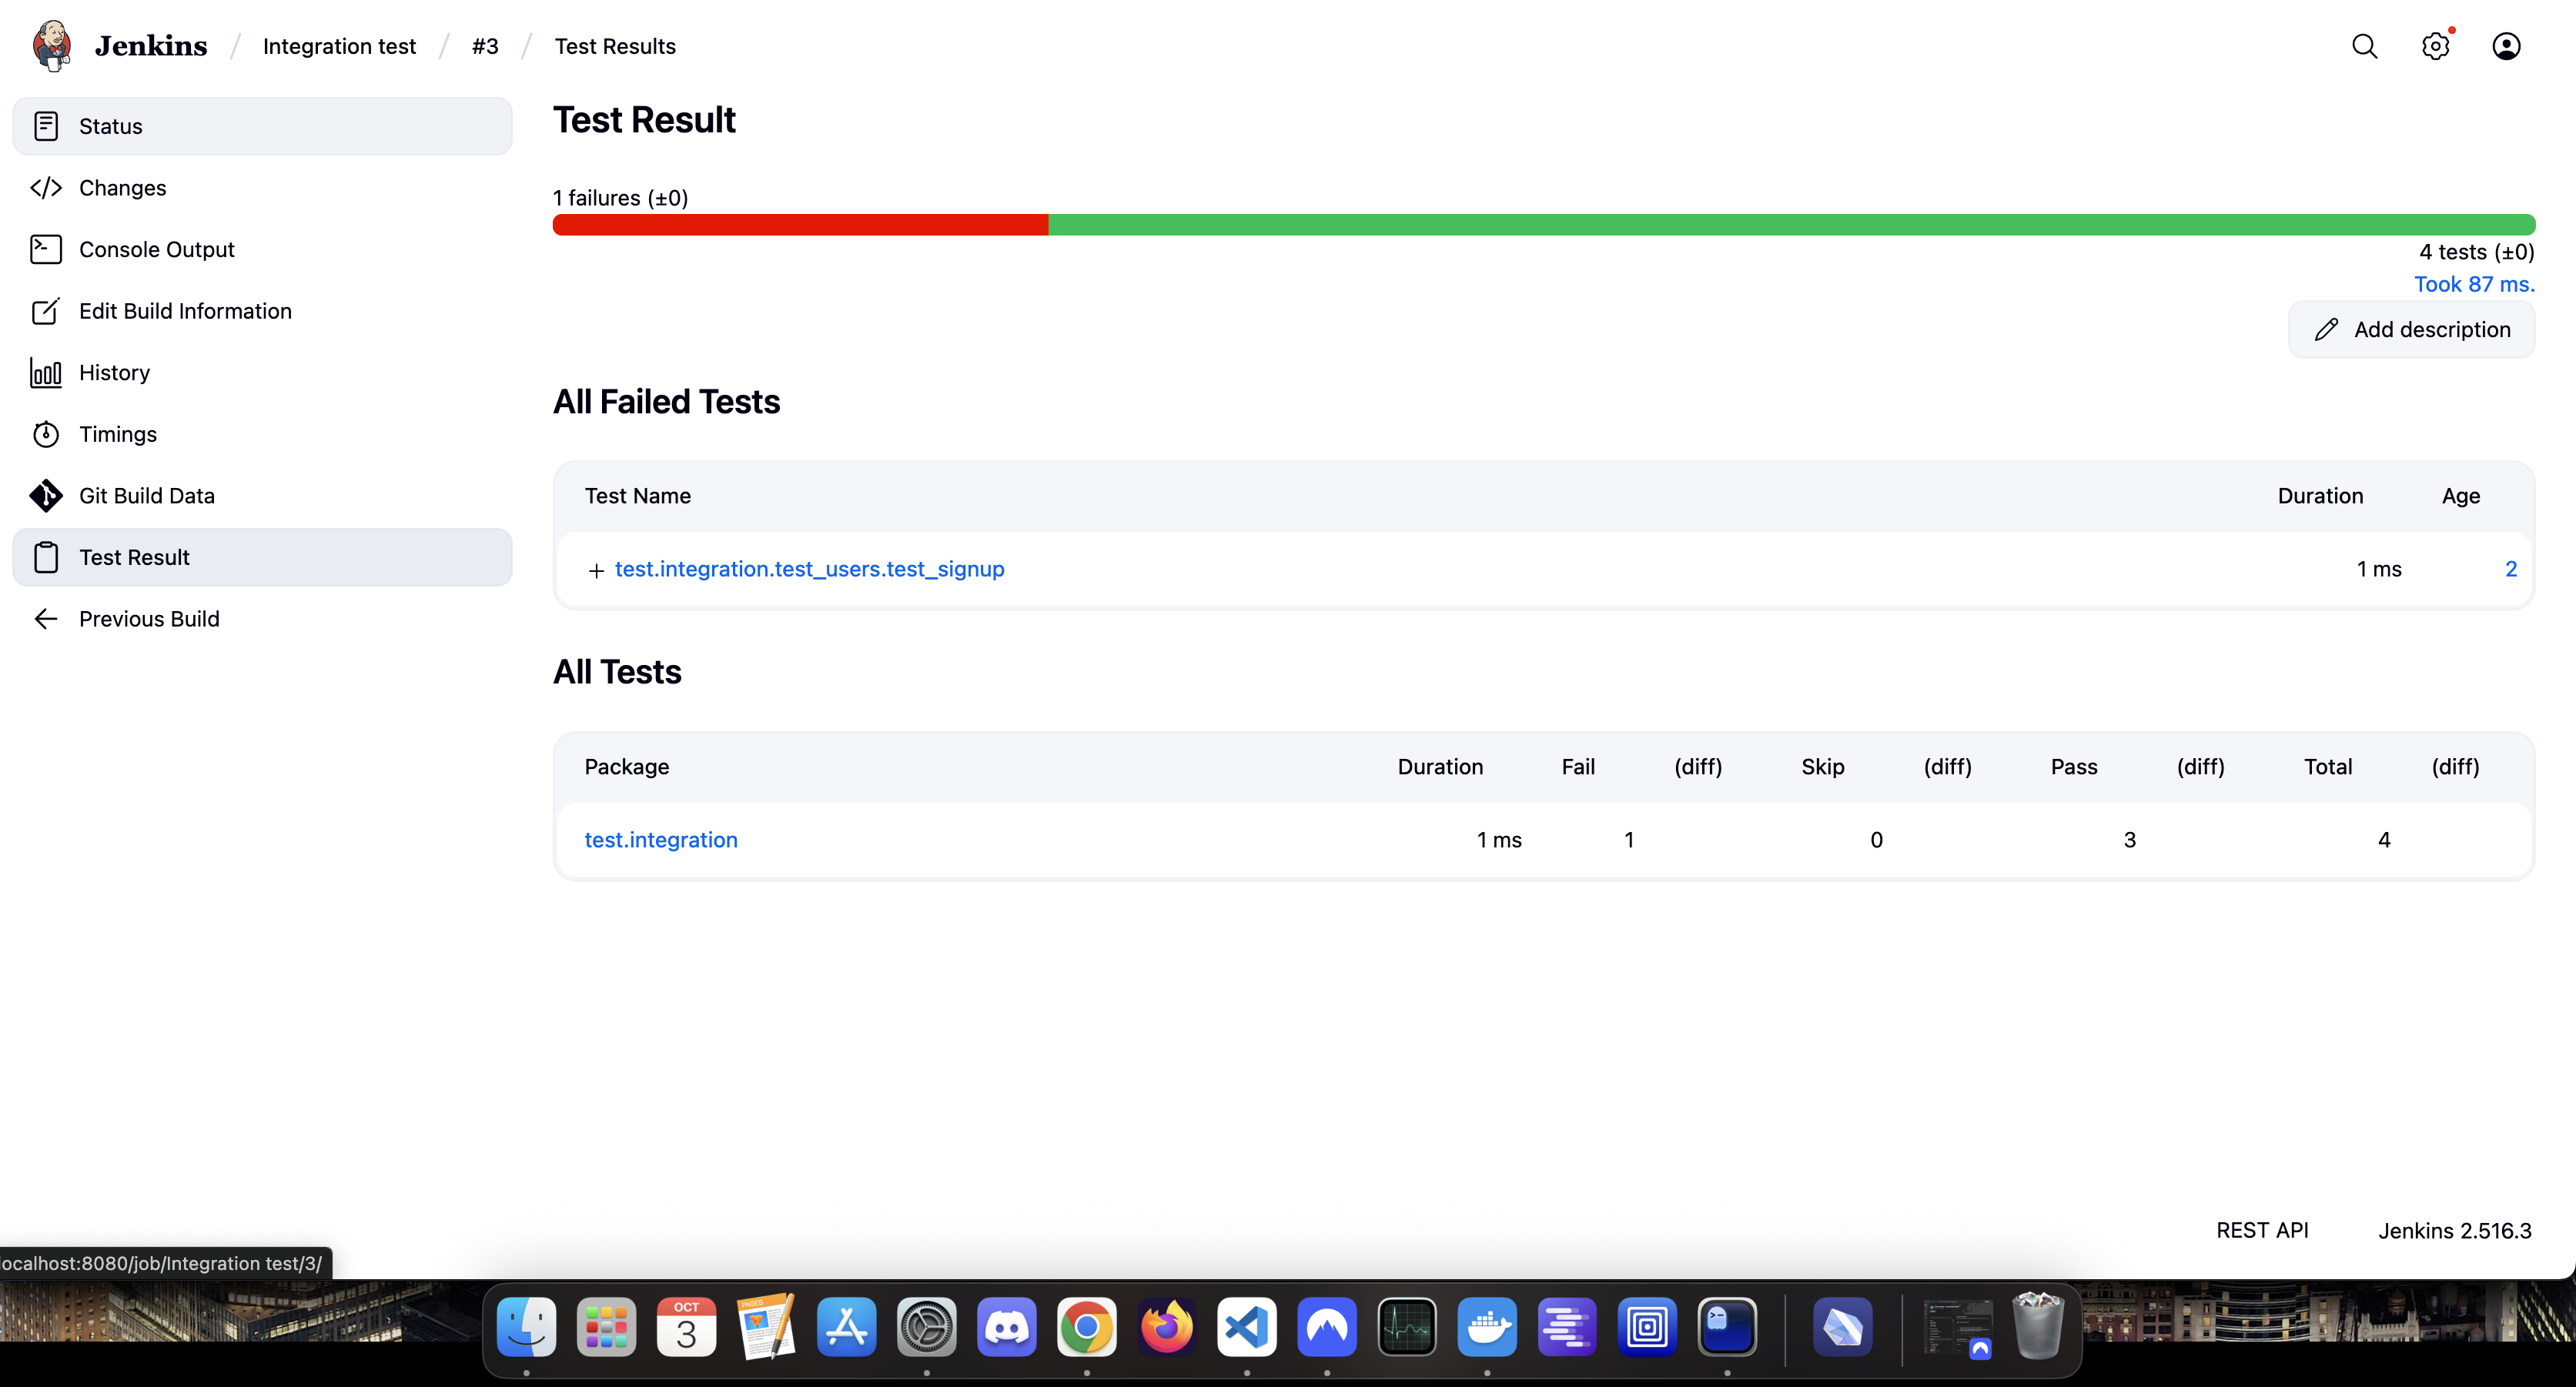 Jenkins / Integration test / #3 / Test Results
Status
Changes
Console Output
Edit Build Information
History
Timings
Git Build Data
Test Result
Previous Build
Test Result
1 failures (±0)
4 tests (±0)
Took 87 ms.
Add description
All Failed Tests
Test Name Duration Age
+ test.integration.test_users.test_signup 1 ms 2
All Tests
Package Duration Fail (diff) Skip (diff) Pass (diff) Total (diff)
test.integration 1 ms 1 0 3 4
REST API Jenkins 2.516.3
ocalhost:8080/job/Integration test/3/
OCT
3
PAGES